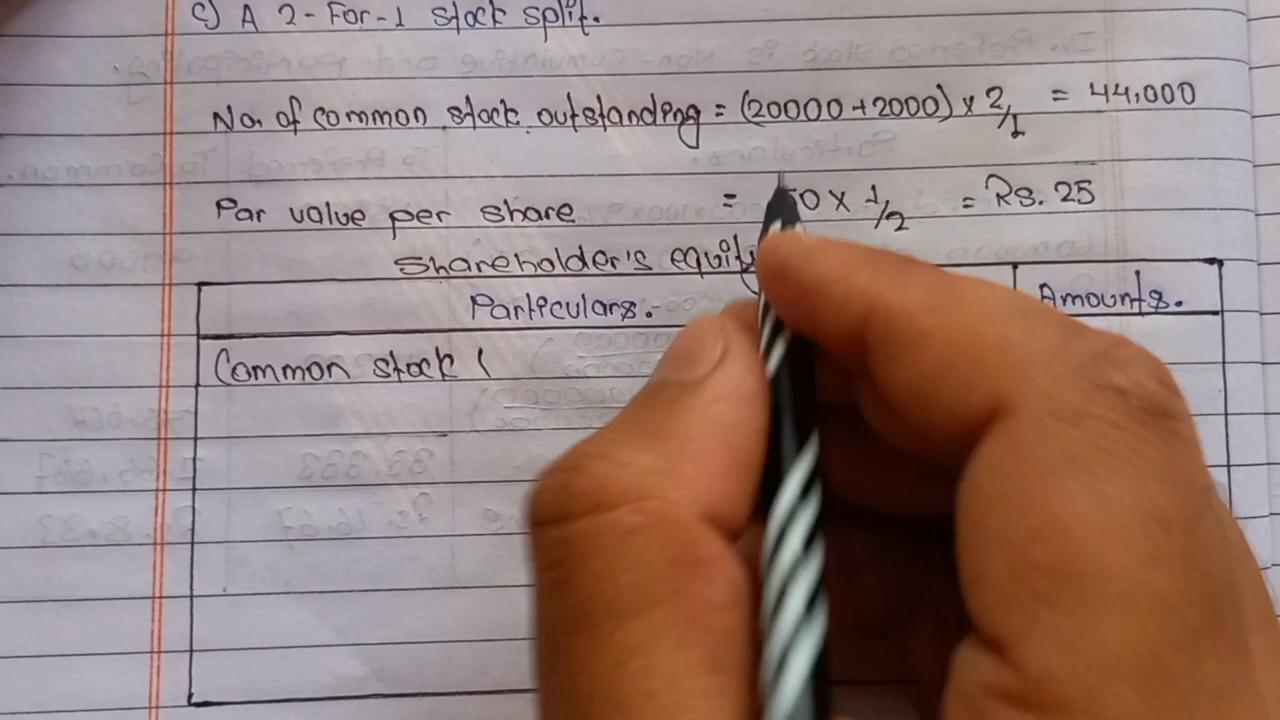 c) A 2-For-1 stock split.
No. of common stock outstanding = (20000+2000) × 2/1 = 44,000
Par value per share = 50 × 1/2 = Rs. 25
Shareholder's equity
Particulars. Amounts.
Common stock (